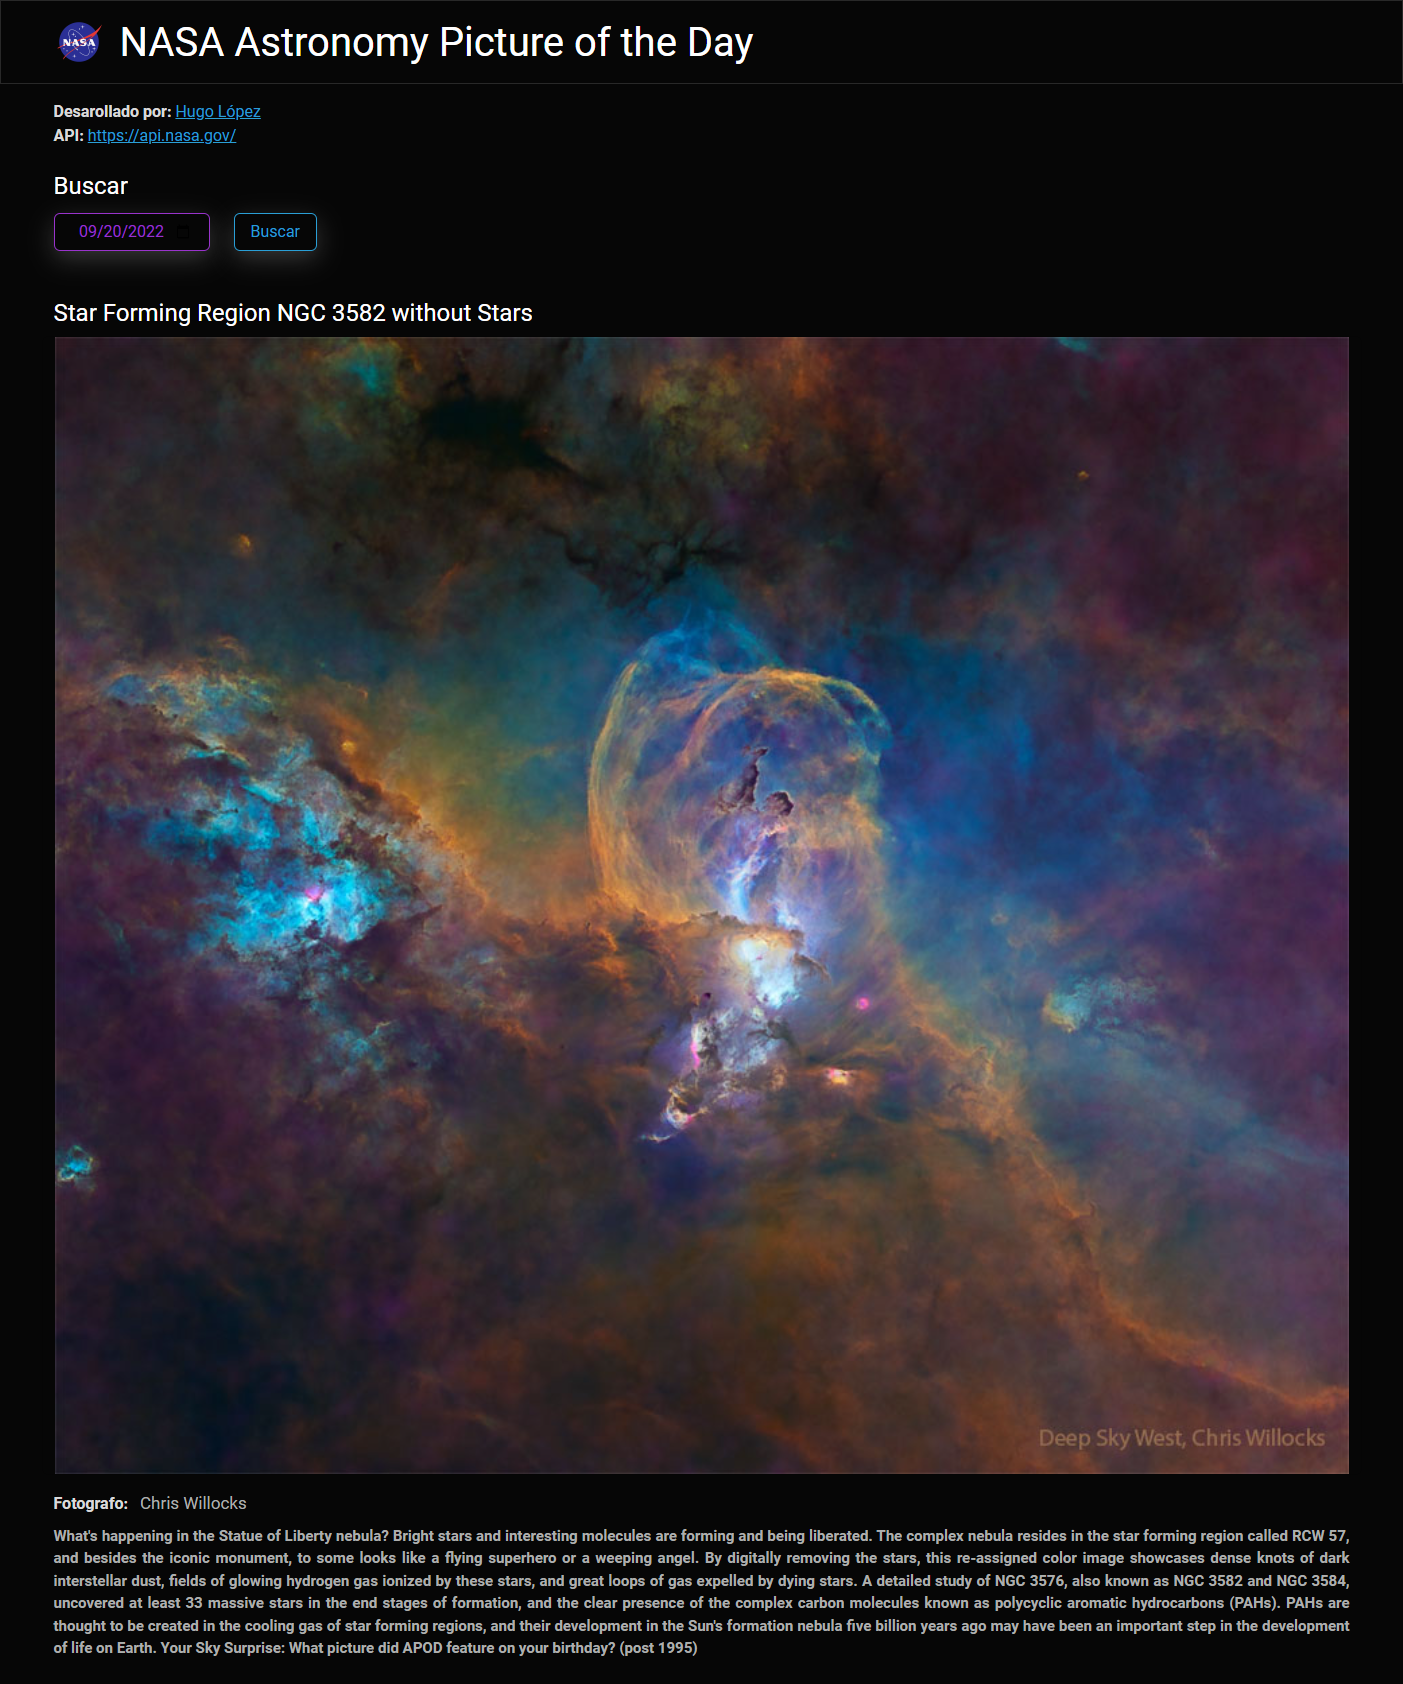 NASA
NASA Astronomy Picture of the Day
Desarollado por: Hugo López
API: https://api.nasa.gov/
Buscar
09/20/2022
Buscar
Star Forming Region NGC 3582 without Stars
Deep Sky West, Chris Willocks
Fotografo: Chris Willocks
What's happening in the Statue of Liberty nebula? Bright stars and interesting molecules are forming and being liberated. The complex nebula resides in the star forming region called RCW 57,
and besides the iconic monument, to some looks like a flying superhero or a weeping angel. By digitally removing the stars, this re-assigned color image showcases dense knots of dark
interstellar dust, fields of glowing hydrogen gas ionized by these stars, and great loops of gas expelled by dying stars. A detailed study of NGC 3576, also known as NGC 3582 and NGC 3584,
uncovered at least 33 massive stars in the end stages of formation, and the clear presence of the complex carbon molecules known as polycyclic aromatic hydrocarbons (PAHs). PAHs are
thought to be created in the cooling gas of star forming regions, and their development in the Sun's formation nebula five billion years ago may have been an important step in the development
of life on Earth. Your Sky Surprise: What picture did APOD feature on your birthday? (post 1995)